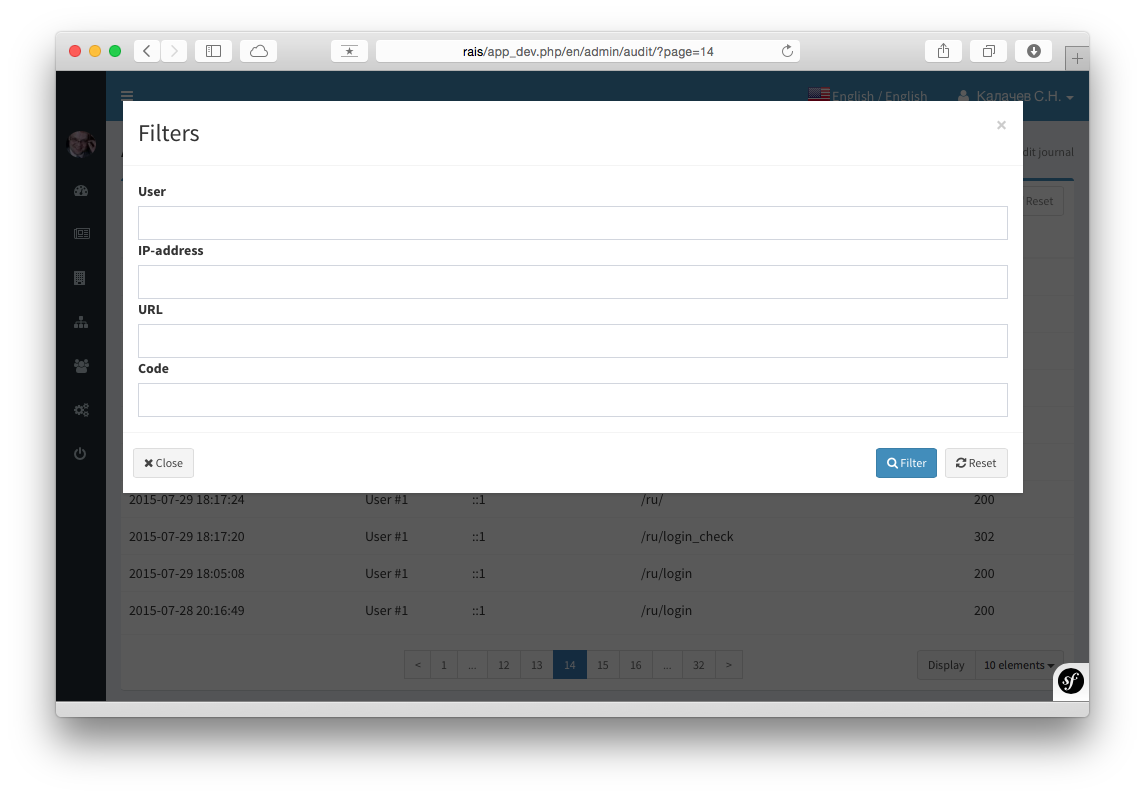 rais/app_dev.php/en/admin/audit/?page=14
English / English Калачев С.Н.
Filters ×
dit journal
User
Reset
IP-address
URL
Code
Close Filter Reset
2015-07-29 18:17:24 User #1 ::1 /ru/ 200
2015-07-29 18:17:20 User #1 ::1 /ru/login_check 302
2015-07-29 18:05:08 User #1 ::1 /ru/login 200
2015-07-28 20:16:49 User #1 ::1 /ru/login 200
< 1 ... 12 13 14 15 16 ... 32 > Display 10 elements
sf